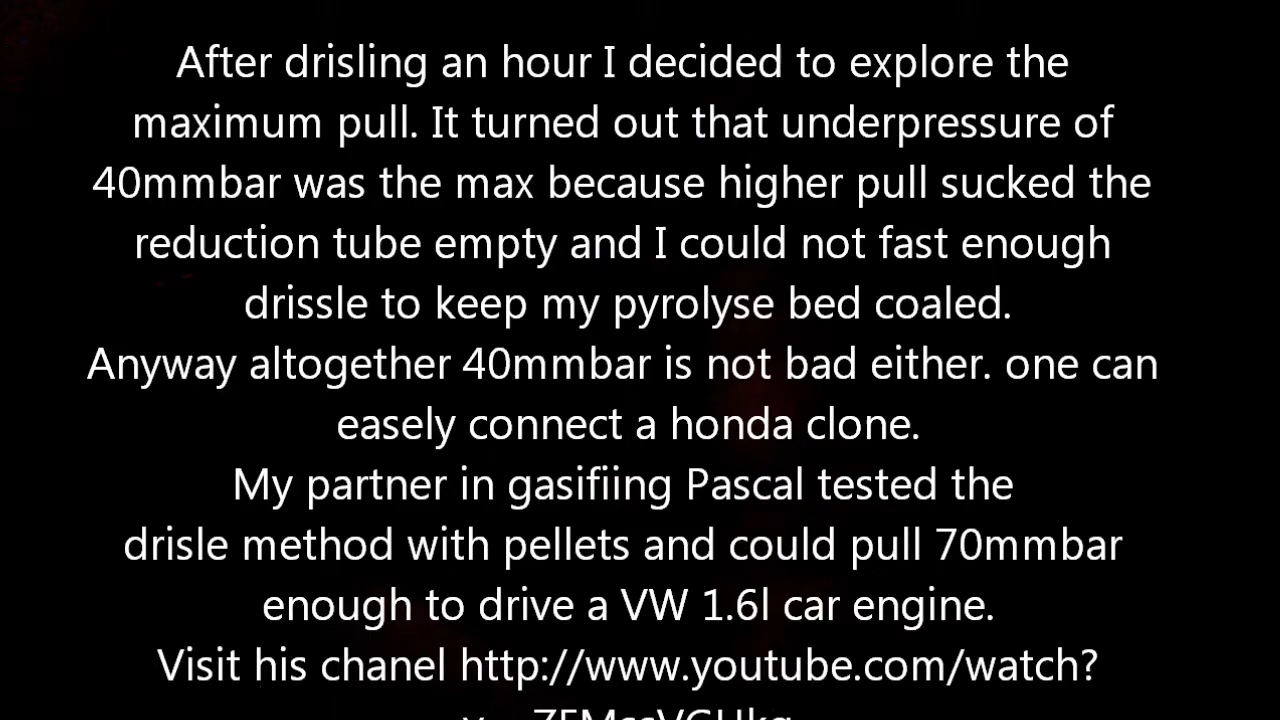 After drisling an hour I decided to explore the
maximum pull. It turned out that underpressure of
40mmbar was the max because higher pull sucked the
reduction tube empty and I could not fast enough
drissle to keep my pyrolyse bed coaled.
Anyway altogether 40mmbar is not bad either. one can
easely connect a honda clone.
My partner in gasifiing Pascal tested the
drisle method with pellets and could pull 70mmbar
enough to drive a VW 1.6l car engine.
Visit his chanel http://www.youtube.com/watch?